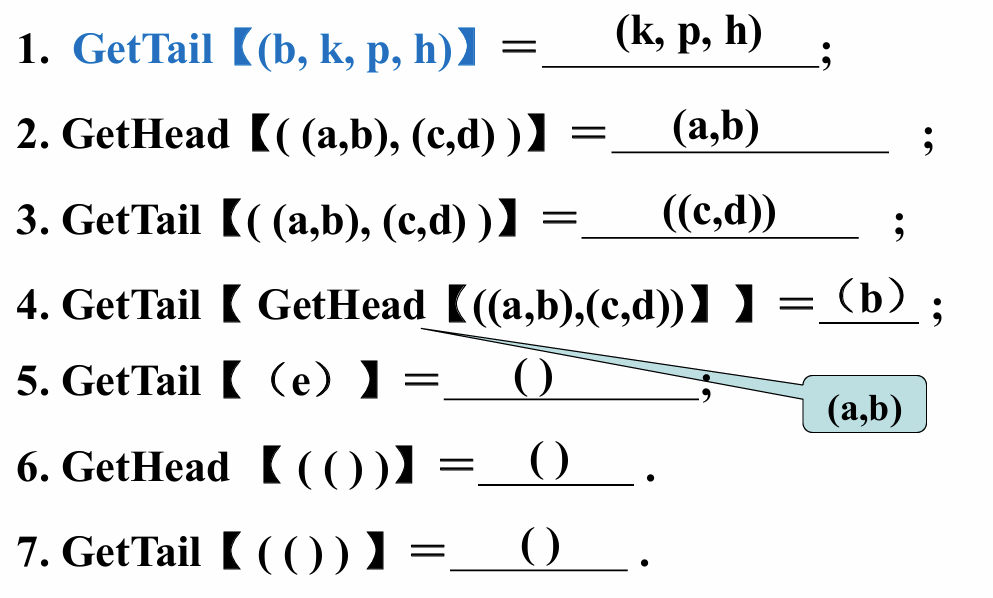 1. GetTail【(b, k, p, h)】＝ (k, p, h) ;
2. GetHead【( (a,b), (c,d) )】＝ (a,b) ;
3. GetTail【( (a,b), (c,d) )】＝ ((c,d)) ;
4. GetTail【 GetHead【((a,b),(c,d))】 】＝（b）;
5. GetTail【 （e）】＝ ( ) ;
(a,b)
6. GetHead 【 ( ( ) )】＝ ( ) .
7. GetTail【 ( ( ) ) 】＝ ( ) .